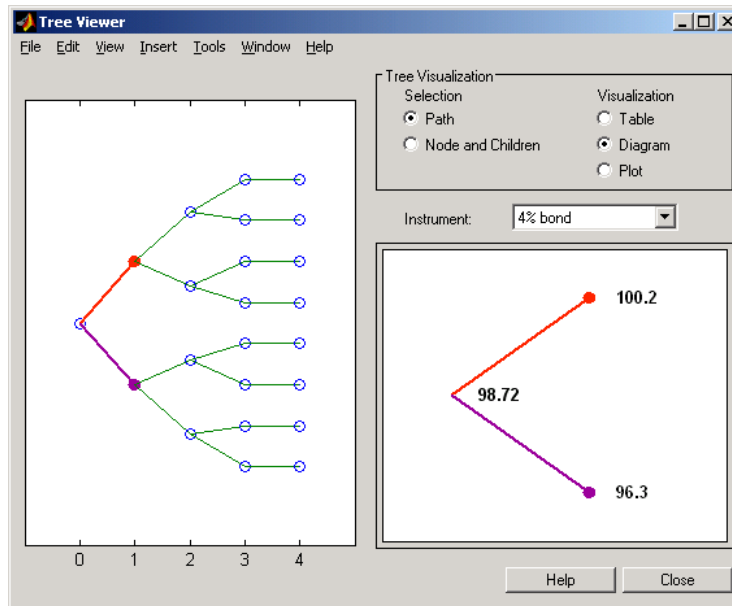 Tree Viewer
File Edit View Insert Tools Window Help
Tree Visualization
Selection
Path
Node and Children
Visualization
Table
Diagram
Plot
Instrument: 4% bond
100.2
98.72
96.3
0 1 2 3 4
Help Close